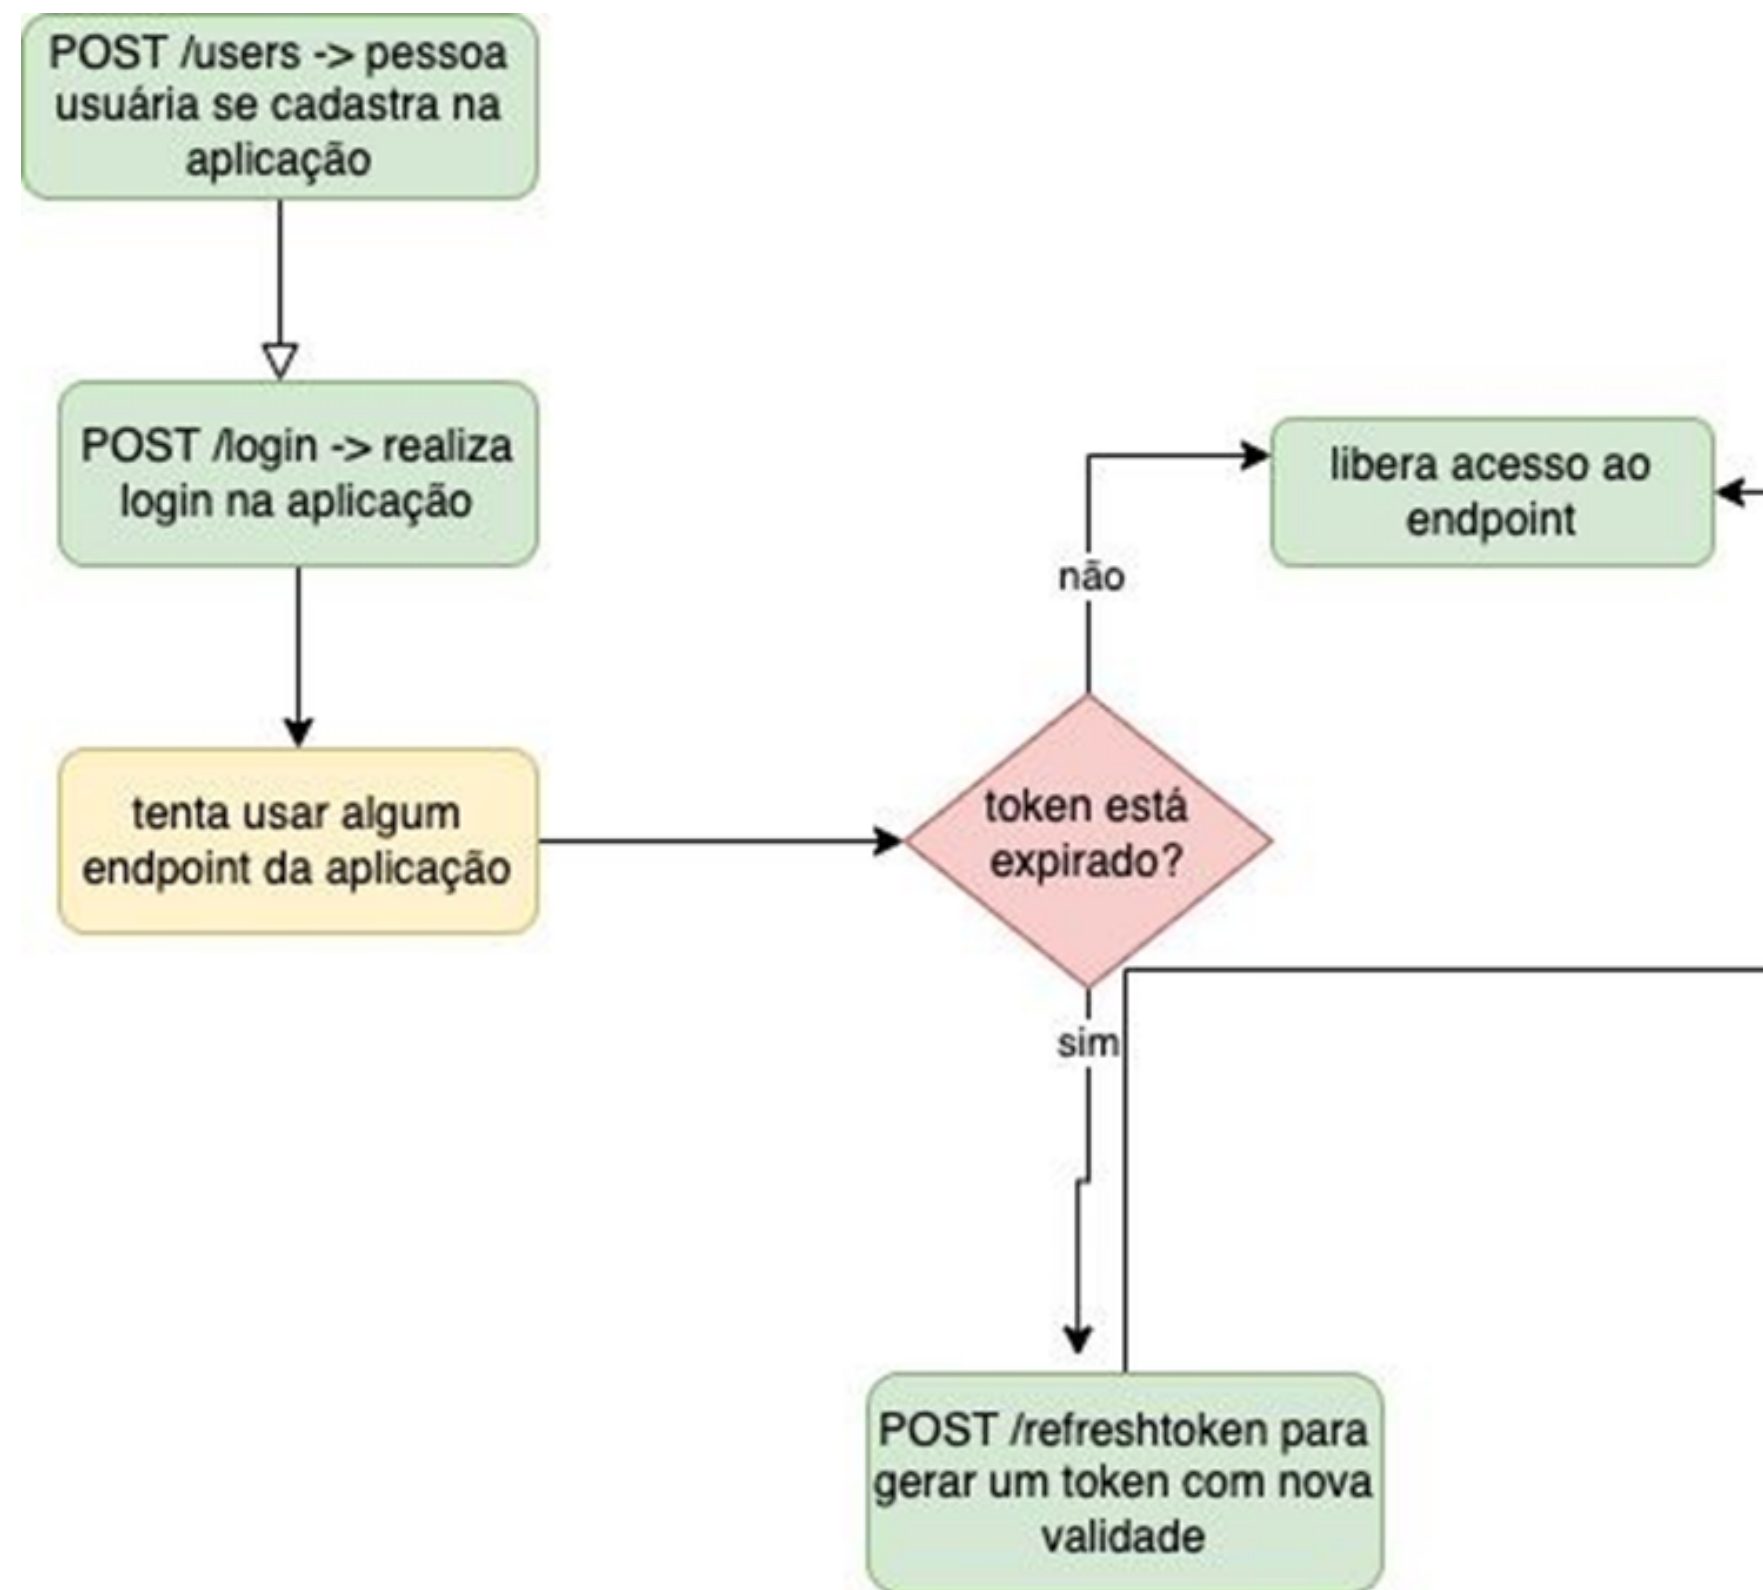 POST /users -> pessoa
usuária se cadastra na
aplicação
POST /login -> realiza
login na aplicação
libera acesso ao
endpoint
não
tenta usar algum
endpoint da aplicação
token está
expirado?
sim
POST /refreshtoken para
gerar um token com nova
validade